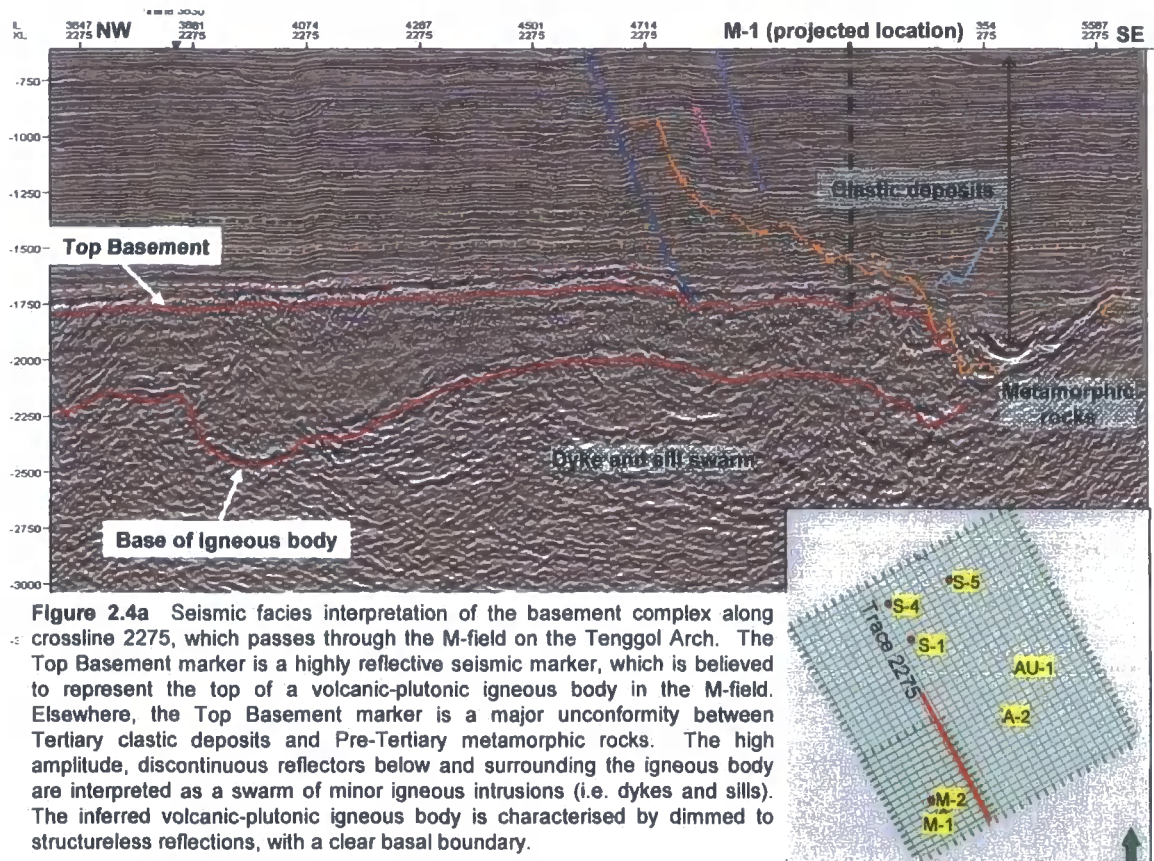 IL 3647 3861 4074 4287 4501 4714 354 5567
XL 2275 NW 2275 2275 2275 2275 2275 M-1 (projected location) 275 2275 SE
-750
-1000
-1250
Clastic deposits
-1500
Top Basement
-1750
-2000
Metamorphic
rocks
-2250
Dyke and sill swarm
-2500
Base of Igneous body
-2750
-3000
Figure 2.4a Seismic facies interpretation of the basement complex along
crossline 2275, which passes through the M-field on the Tenggol Arch. The
Top Basement marker is a highly reflective seismic marker, which is believed
to represent the top of a volcanic-plutonic igneous body in the M-field.
Elsewhere, the Top Basement marker is a major unconformity between
Tertiary clastic deposits and Pre-Tertiary metamorphic rocks. The high
amplitude, discontinuous reflectors below and surrounding the igneous body
are interpreted as a swarm of minor igneous intrusions (i.e. dykes and sills).
The inferred volcanic-plutonic igneous body is characterised by dimmed to
structureless reflections, with a clear basal boundary.
S-5
S-4
S-1
Trace 2275
AU-1
A-2
M-2
M-1